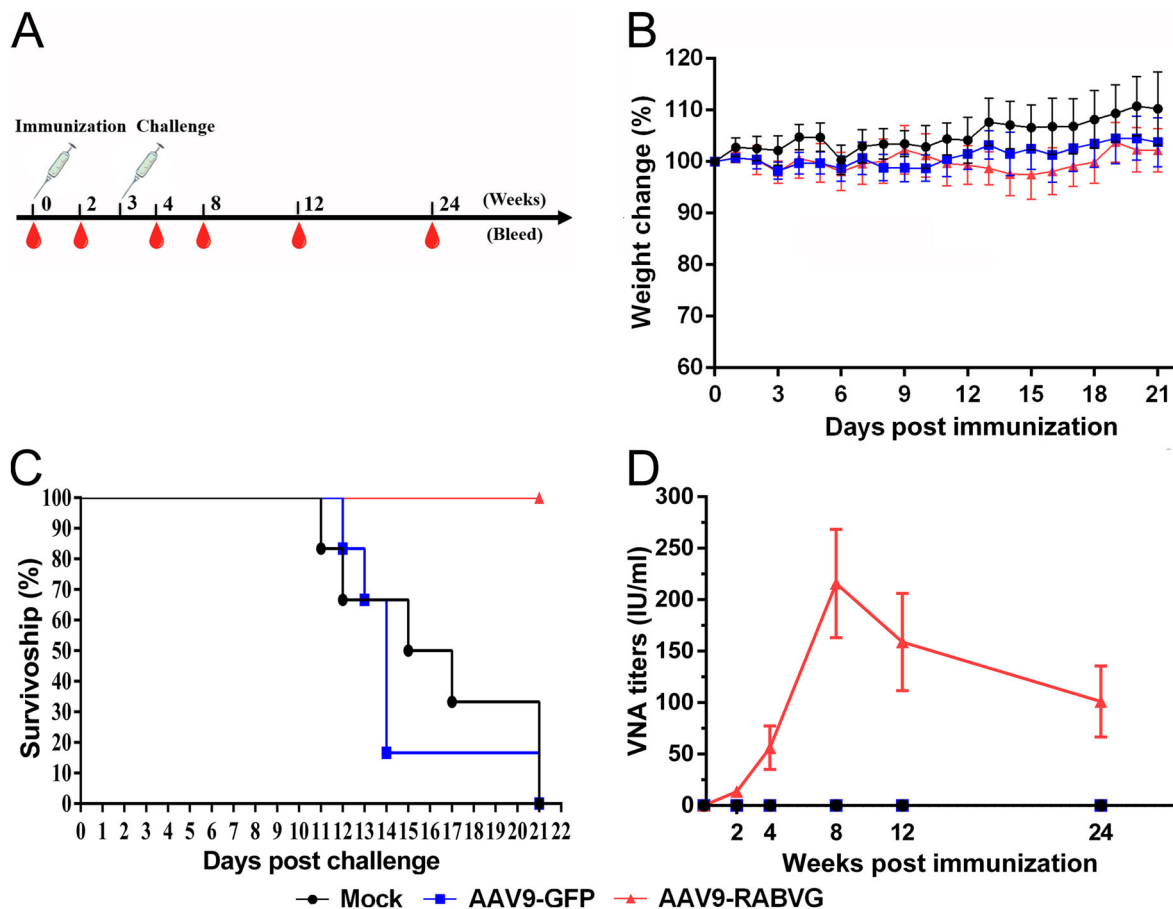 A
Immunization Challenge
0 2 3 4 8 12 24 (Weeks)
(Bleed)
B
Weight change (%)
120
110
100
90
80
70
60
0 3 6 9 12 15 18 21
Days post immunization
C
Survivoship (%)
100
90
80
70
60
50
40
30
20
10
0
0 1 2 3 4 5 6 7 8 9 10 11 12 13 14 15 16 17 18 19 20 21 22
Days post challenge
D
VNA titers (IU/ml)
300
250
200
150
100
50
0
2 4 8 12 24
Weeks post immunization
Mock AAV9-GFP AAV9-RABVG